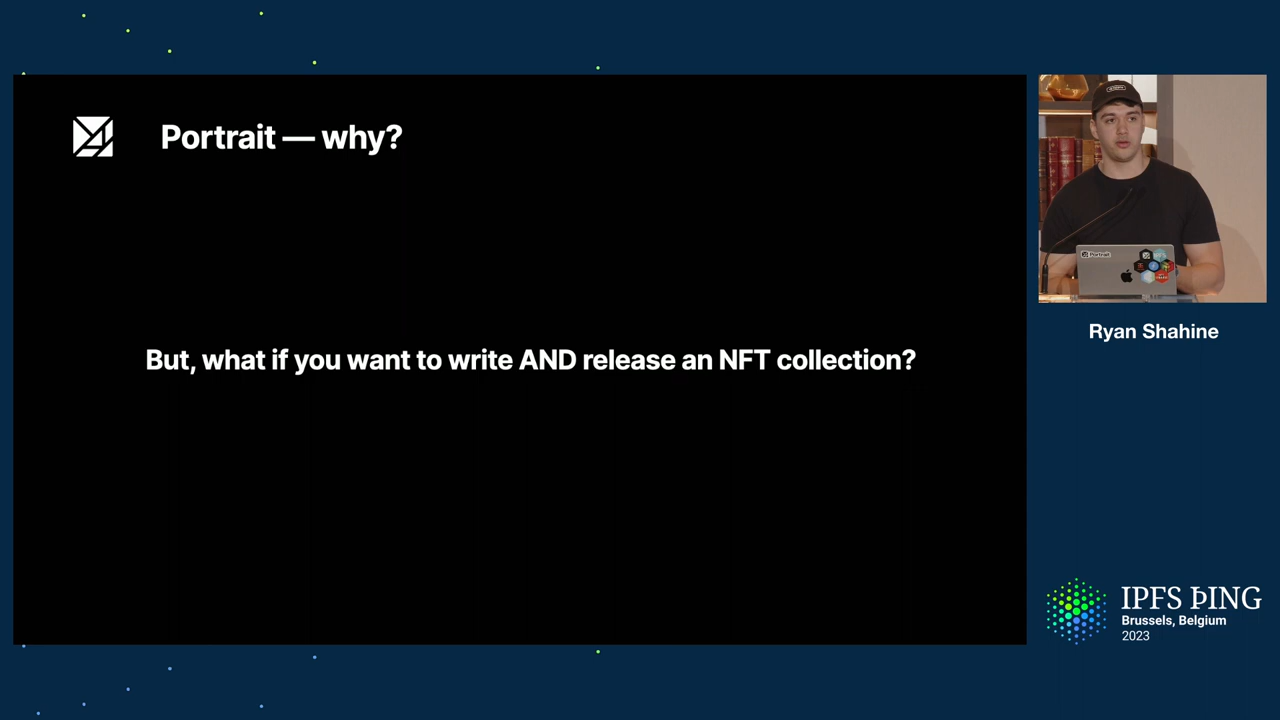 Portrait — why?
But, what if you want to write AND release an NFT collection?
Portrait
Ryan Shahine
IPFS ÞING
Brussels, Belgium
2023